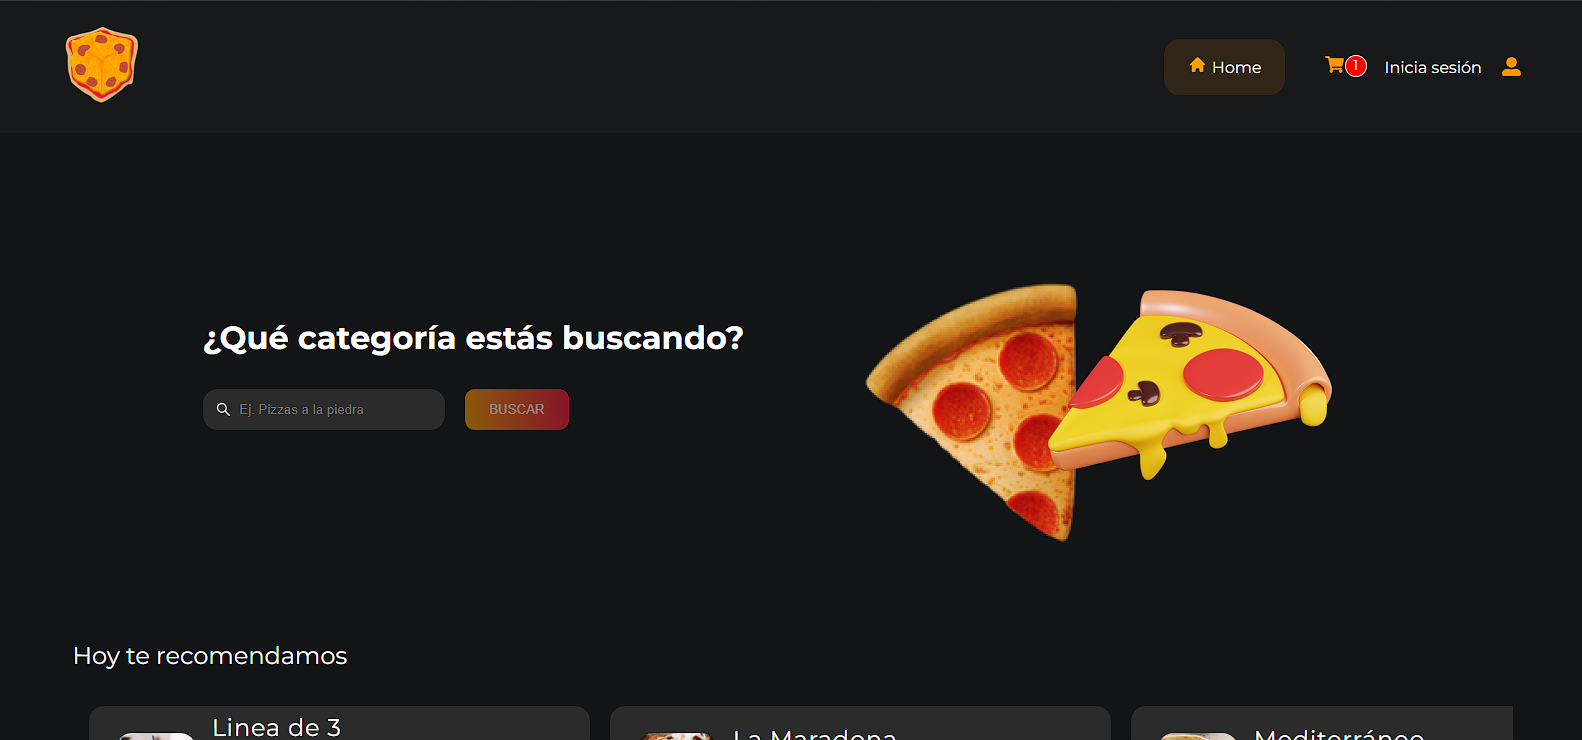 Home
1
Inicia sesión
¿Qué categoría estás buscando?
Ej. Pizzas a la piedra
BUSCAR
Hoy te recomendamos
Linea de 3
La Maradona
Mediterráneo